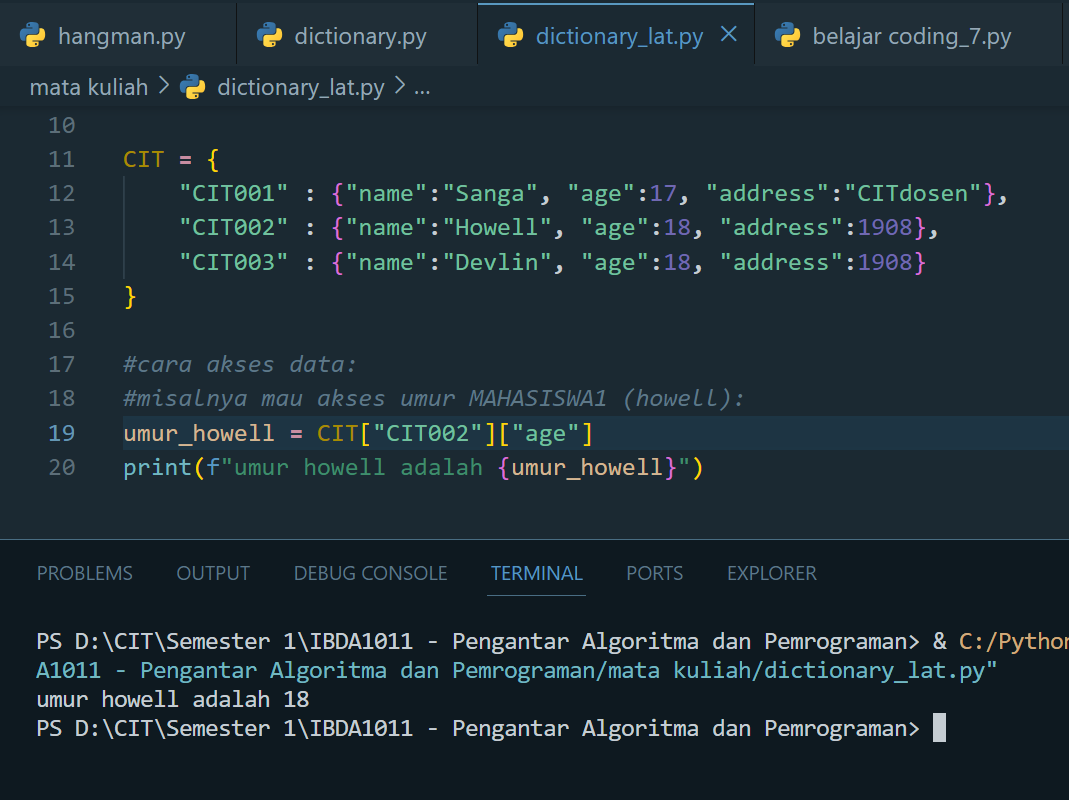 hangman.py dictionary.py dictionary_lat.py belajar coding_7.py
mata kuliah > dictionary_lat.py > ...
10
11 CIT = {
12 "CIT001" : {"name":"Sanga", "age":17, "address":"CITdosen"},
13 "CIT002" : {"name":"Howell", "age":18, "address":1908},
14 "CIT003" : {"name":"Devlin", "age":18, "address":1908}
15 }
16
17 #cara akses data:
18 #misalnya mau akses umur MAHASISWA1 (howell):
19 umur_howell = CIT["CIT002"]["age"]
20 print(f"umur howell adalah {umur_howell}")
PROBLEMS OUTPUT DEBUG CONSOLE TERMINAL PORTS EXPLORER
PS D:\CIT\Semester 1\IBDA1011 - Pengantar Algoritma dan Pemrograman> & C:/Python
A1011 - Pengantar Algoritma dan Pemrograman/mata kuliah/dictionary_lat.py"
umur howell adalah 18
PS D:\CIT\Semester 1\IBDA1011 - Pengantar Algoritma dan Pemrograman>